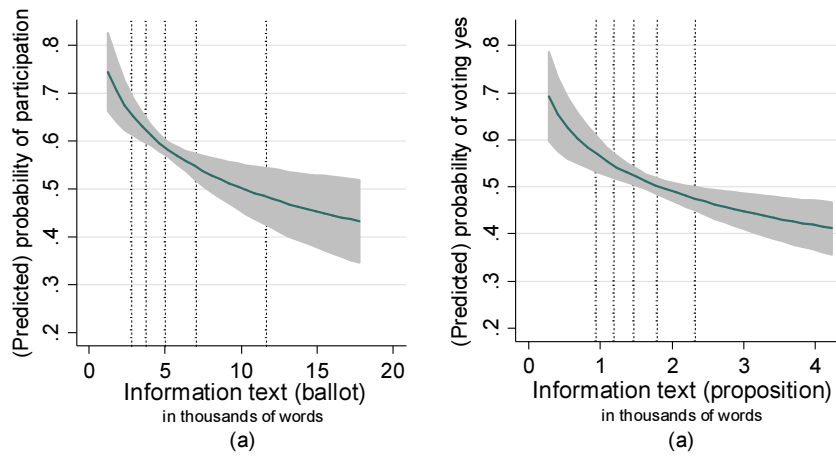 (Predicted) probability of participation
.8
.7
.6
.5
.4
.3
.2
0 5 10 15 20
Information text (ballot)
in thousands of words
(a)
(Predicted) probability of voting yes
.8
.7
.6
.5
.4
.3
.2
0 1 2 3 4
Information text (proposition)
in thousands of words
(a)